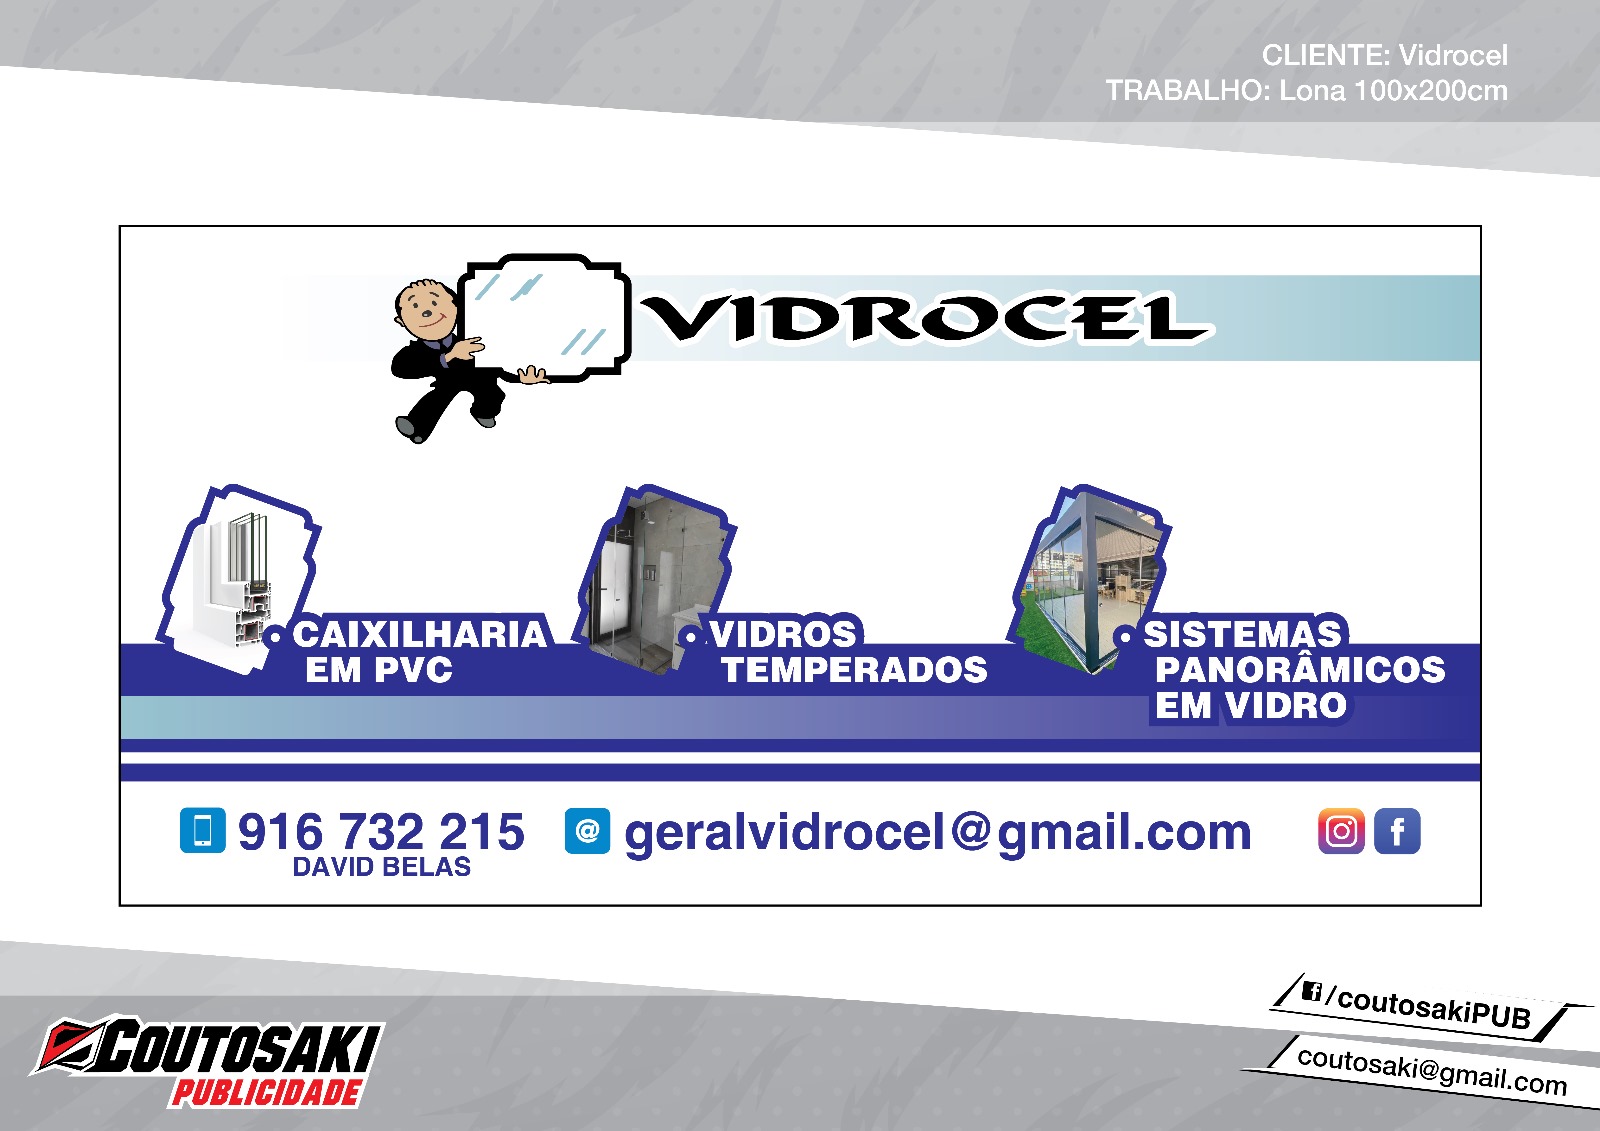 CLIENTE: Vidrocel
TRABALHO: Lona 100x200cm
VIDROCEL
CAIXILHARIA
EM PVC
VIDROS
TEMPERADOS
SISTEMAS
PANORÂMICOS
EM VIDRO
916 732 215
DAVID BELAS
@ geralvidrocel@gmail.com
f
f/coutosakiPUB
coutosaki@gmail.com
COUTOSAKI
PUBLICIDADE